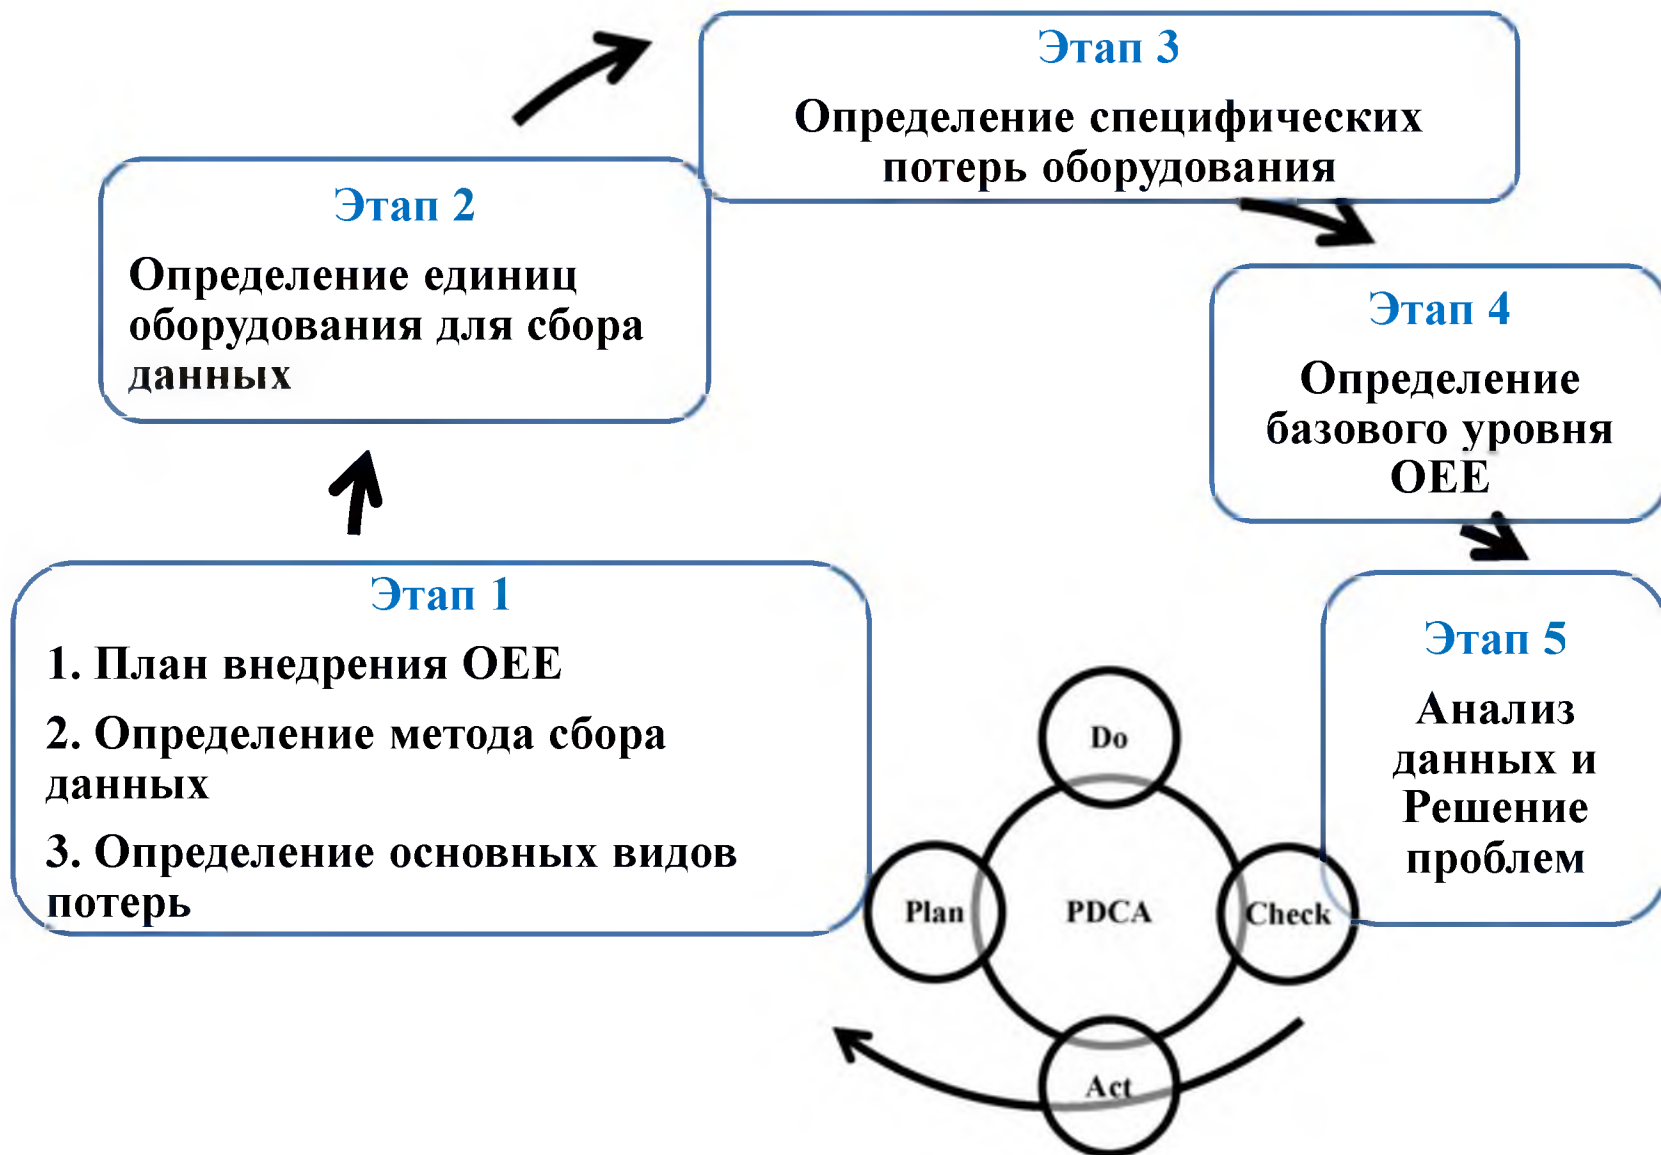 Этап 1
1. План внедрения ОЕЕ
2. Определение метода сбора
данных
3. Определение основных видов
потерь
Этап 2
Определение единиц
оборудования для сбора
данных
Этап 3
Определение специфических
потерь оборудования
Этап 4
Определение
базового уровня
ОЕЕ
Этап 5
Анализ
данных и
Решение
проблем
Do
Plan
PDCA
Check
Act